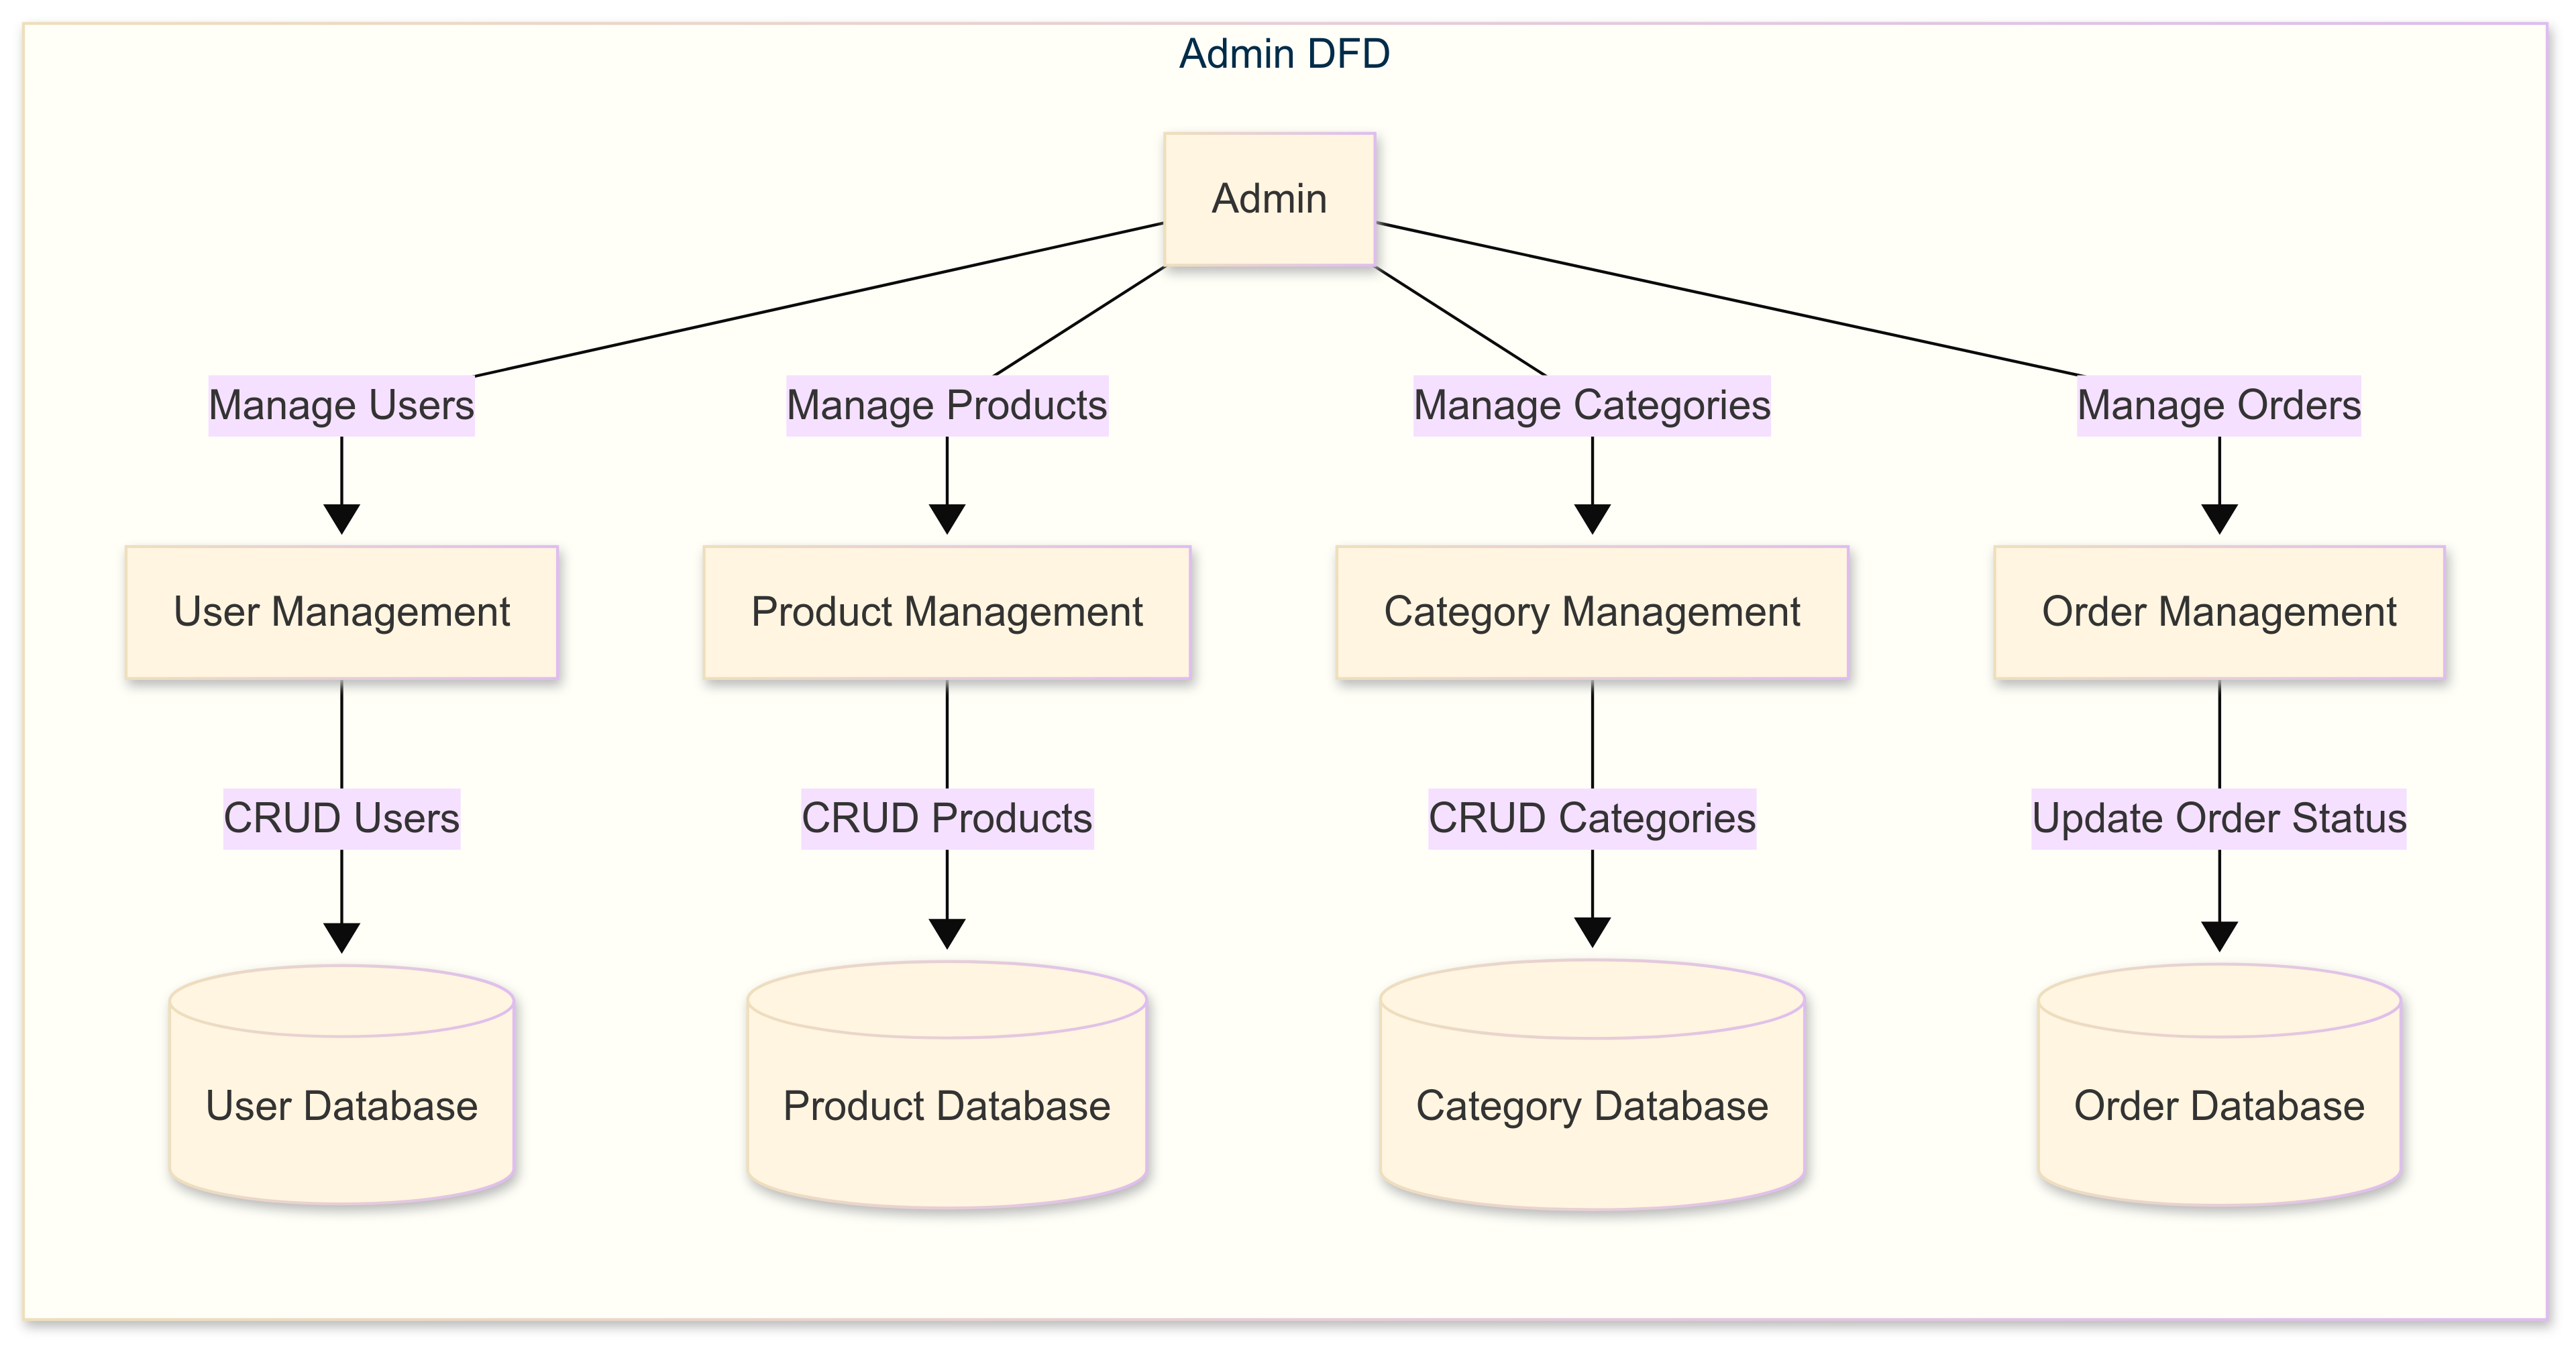 Admin DFD
Admin
Manage Users
Manage Products
Manage Categories
Manage Orders
User Management
Product Management
Category Management
Order Management
CRUD Users
CRUD Products
CRUD Categories
Update Order Status
User Database
Product Database
Category Database
Order Database